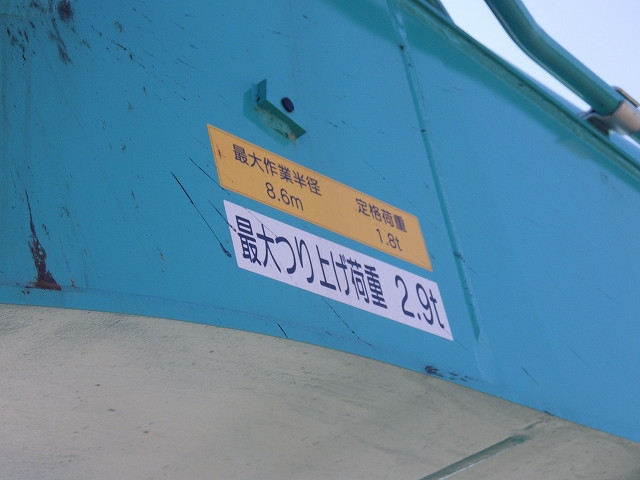 最大作業半径 定格荷重
8.6m 1.8t
最大つり上げ荷重 2.9t